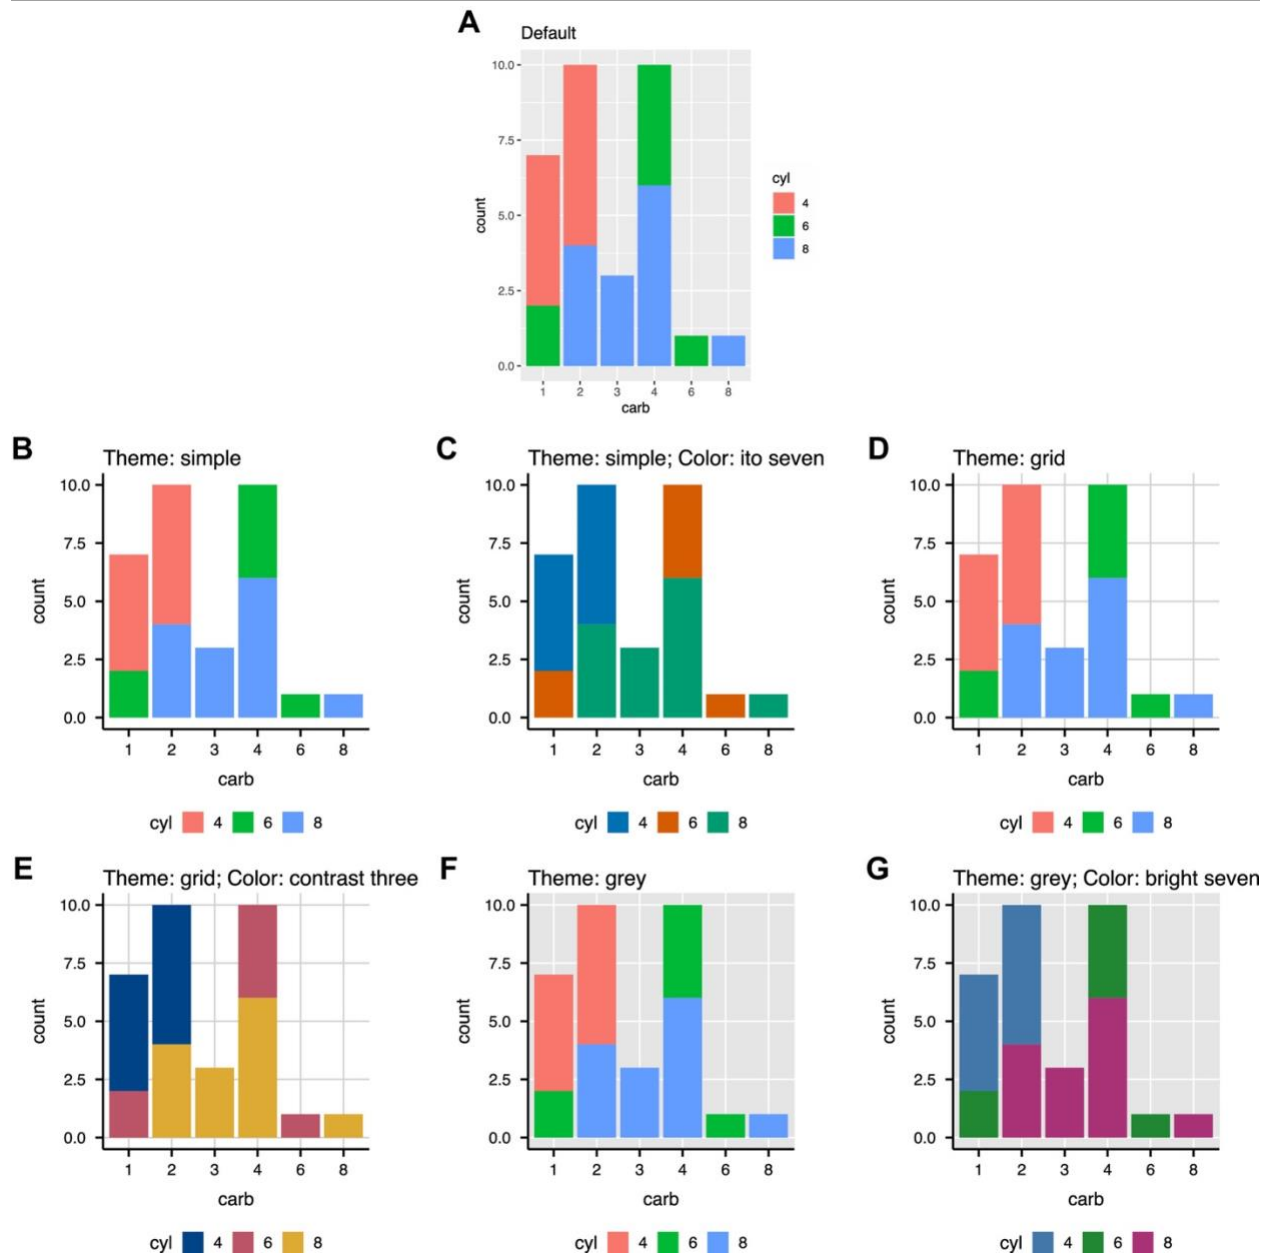 A
Default
10.0
7.5
5.0
2.5
0.0
count
1 2 3 4 6 8
carb
cyl
4
6
8
B
Theme: simple
10.0
7.5
5.0
2.5
0.0
count
1 2 3 4 6 8
carb
cyl 4 6 8
C
Theme: simple; Color: ito seven
10.0
7.5
5.0
2.5
0.0
count
1 2 3 4 6 8
carb
cyl 4 6 8
D
Theme: grid
10.0
7.5
5.0
2.5
0.0
count
1 2 3 4 6 8
carb
cyl 4 6 8
E
Theme: grid; Color: contrast three
10.0
7.5
5.0
2.5
0.0
count
1 2 3 4 6 8
carb
cyl 4 6 8
F
Theme: grey
10.0
7.5
5.0
2.5
0.0
count
1 2 3 4 6 8
carb
cyl 4 6 8
G
Theme: grey; Color: bright seven
10.0
7.5
5.0
2.5
0.0
count
1 2 3 4 6 8
carb
cyl 4 6 8